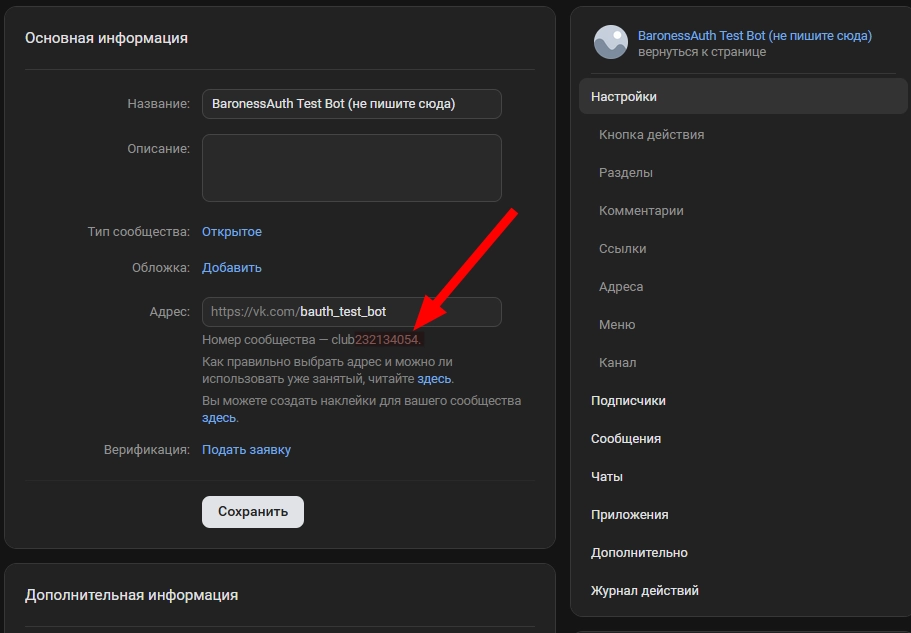 Основная информация
Название: BaronessAuth Test Bot (не пишите сюда)
Описание:
Тип сообщества: Открытое
Обложка: Добавить
Адрес: https://vk.com/bauth_test_bot
Номер сообщества — club232134054.
Как правильно выбрать адрес и можно ли
использовать уже занятый, читайте здесь.
Вы можете создать наклейки для вашего сообщества
здесь.
Верификация: Подать заявку
Сохранить
Дополнительная информация
BaronessAuth Test Bot (не пишите сюда)
вернуться к странице
Настройки
Кнопка действия
Разделы
Комментарии
Ссылки
Адреса
Меню
Канал
Подписчики
Сообщения
Чаты
Приложения
Дополнительно
Журнал действий